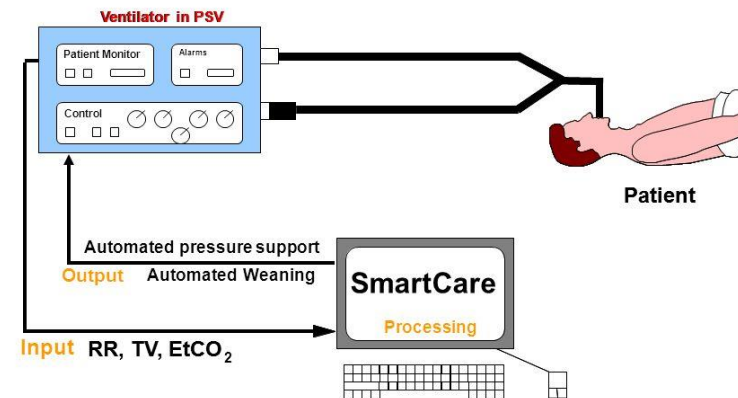 Ventilator in PSV
Patient Monitor
Alarms
Control
Patient
Automated pressure support
Output Automated Weaning
SmartCare
Processing
Input RR, TV, EtCO₂